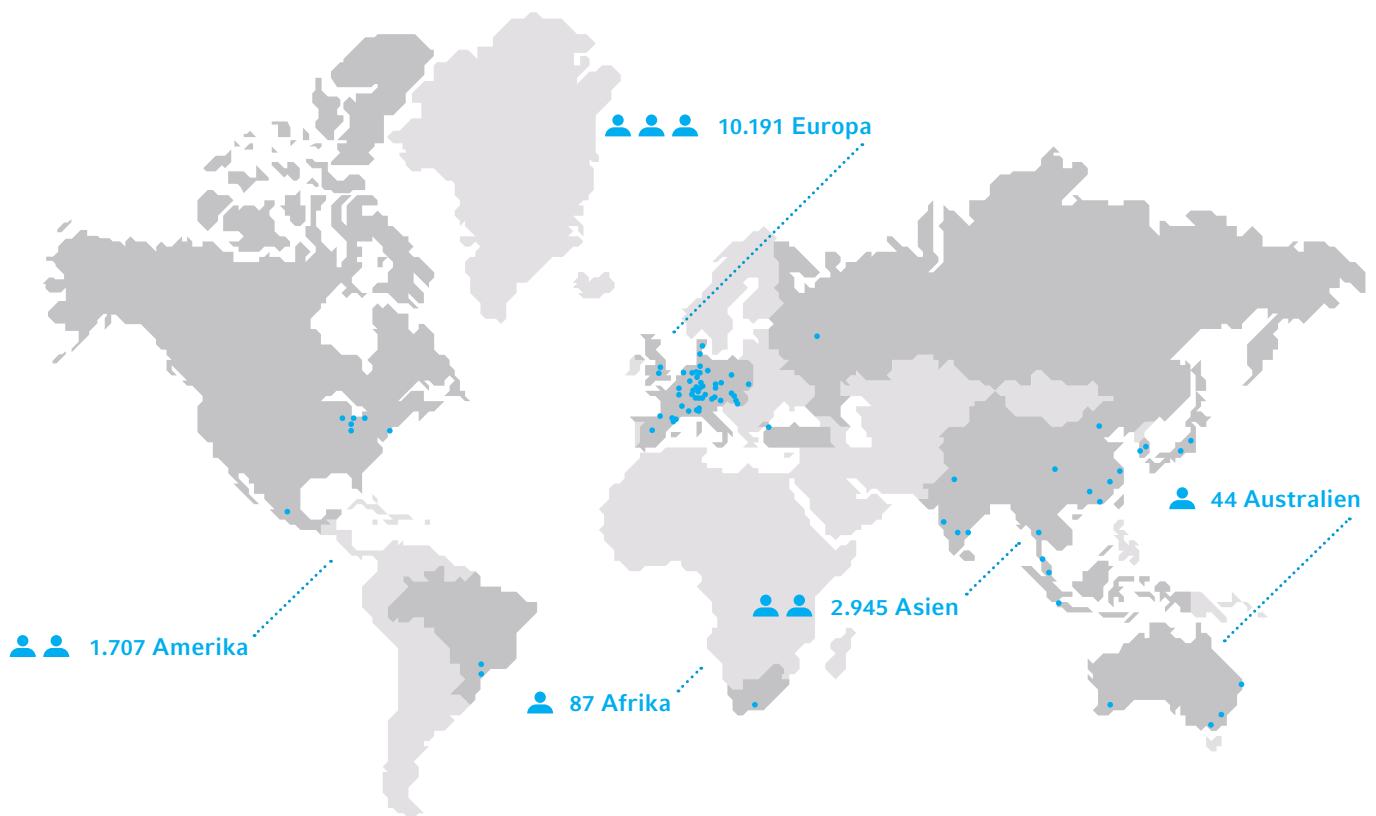 10.191 Europa
44 Australien
2.945 Asien
1.707 Amerika
87 Afrika